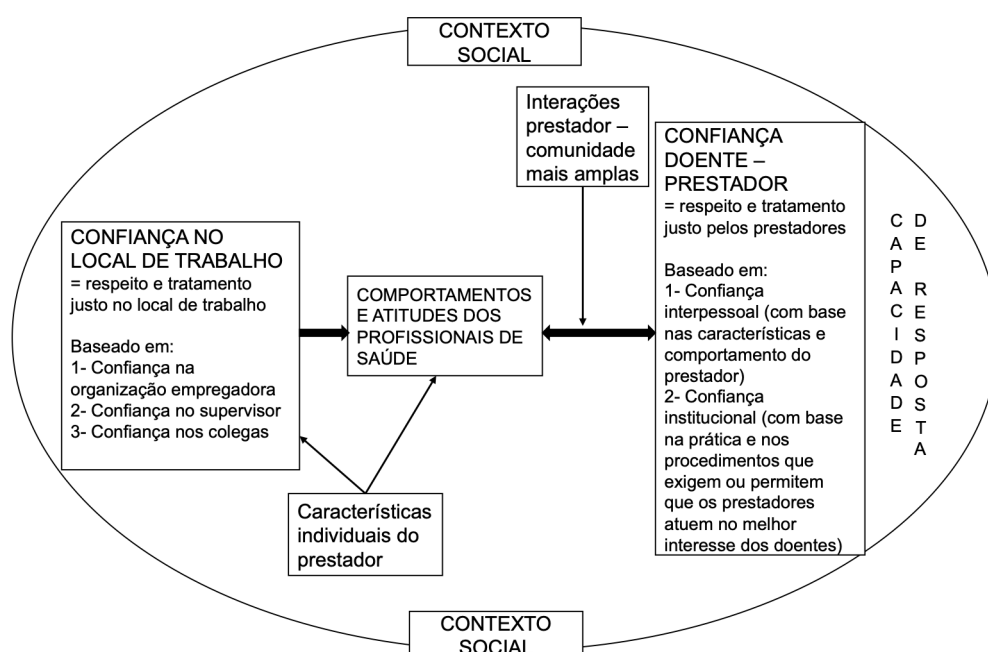 CONTEXTO
SOCIAL
Interações
prestador –
comunidade
mais amplas
CONFIANÇA
DOENTE –
PRESTADOR
= respeito e tratamento
justo pelos prestadores
Baseado em:
1- Confiança
interpessoal (com base
nas características e
comportamento do
prestador)
2- Confiança
institucional (com base
na prática e nos
procedimentos que
exigem ou permitem
que os prestadores
atuem no melhor
interesse dos doentes)
CAPACIDADE
DE RESPOSTA
CONFIANÇA NO
LOCAL DE TRABALHO
= respeito e tratamento
justo no local de trabalho
Baseado em:
1- Confiança na
organização empregadora
2- Confiança no supervisor
3- Confiança nos colegas
COMPORTAMENTOS
E ATITUDES DOS
PROFISSIONAIS DE
SAÚDE
Características
individuais do
prestador
CONTEXTO
SOCIAL